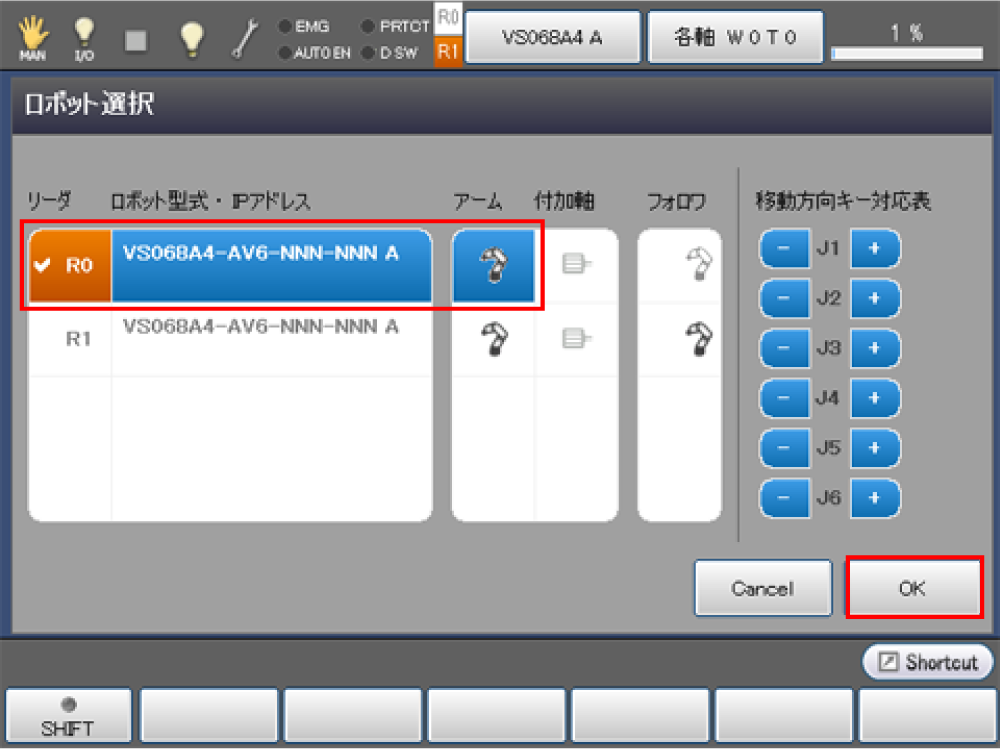 MAN
I/O
EMG
AUTO EN
PRTCT
D SW
R0
R1
VS068A4 A
各軸 W0T0
1 %
ロボット選択
リーダ ロボット型式・IPアドレス アーム 付加軸 フォロワ 移動方向キー対応表
R0 VS068A4-AV6-NNN-NNN A
R1 VS068A4-AV6-NNN-NNN A
- J1 +
- J2 +
- J3 +
- J4 +
- J5 +
- J6 +
Cancel OK
Shortcut
SHIFT